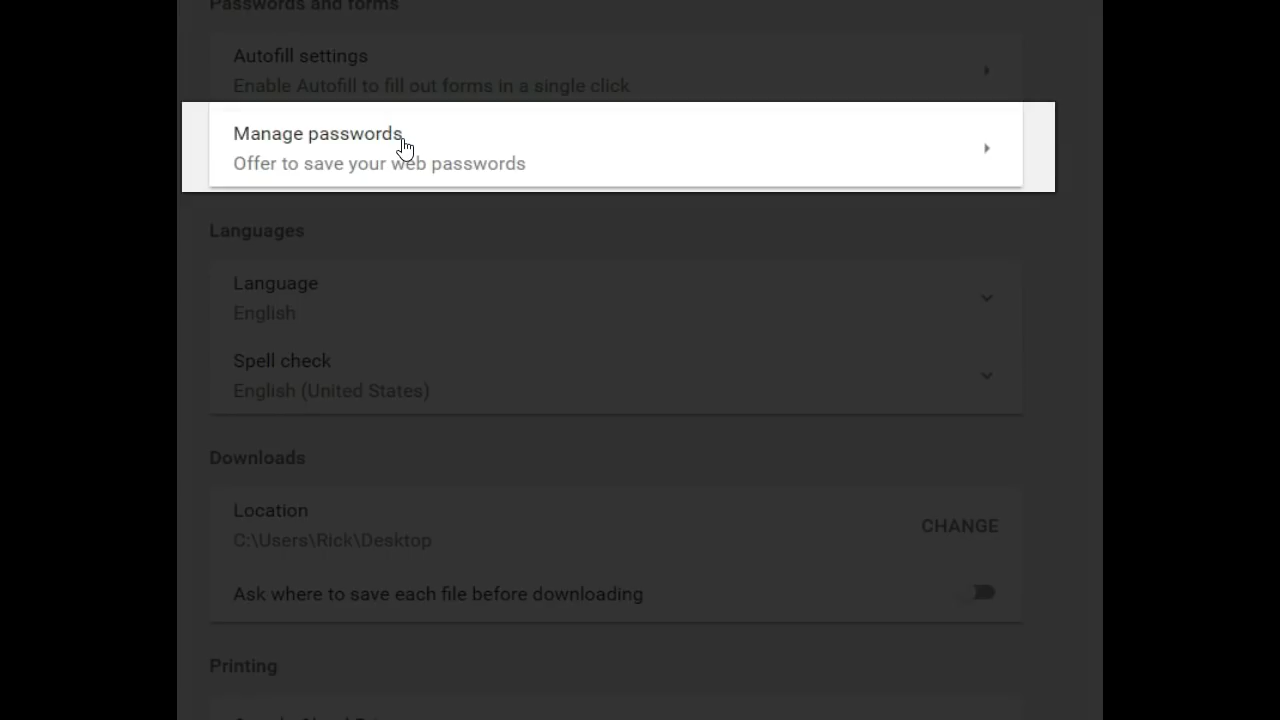 Passwords and forms
Autofill settings
Enable Autofill to fill out forms in a single click
Manage passwords
Offer to save your web passwords
Languages
Language
English
Spell check
English (United States)
Downloads
Location
C:\Users\Rick\Desktop
CHANGE
Ask where to save each file before downloading
Printing